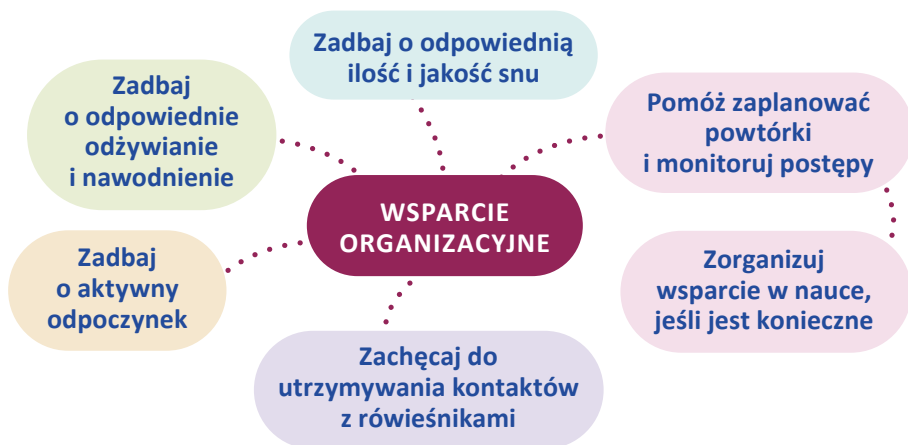 Zadbaj o odpowiednią
ilość i jakość snu
Zadbaj
o odpowiednie
odżywianie
i nawodnienie
Pomóż zaplanować
powtórki
i monitoruj postępy
WSPARCIE
ORGANIZACYJNE
Zadbaj
o aktywny
odpoczynek
Zorganizuj
wsparcie w nauce,
jeśli jest konieczne
Zachęcaj do
utrzymywania kontaktów
z rówieśnikami